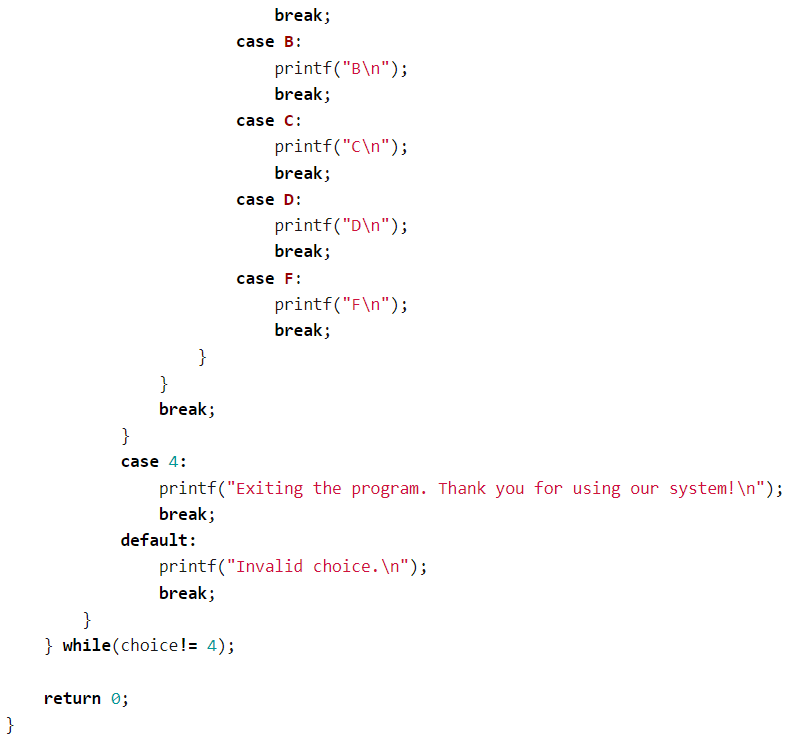 break;
                        case B:
                            printf("B\n");
                            break;
                        case C:
                            printf("C\n");
                            break;
                        case D:
                            printf("D\n");
                            break;
                        case F:
                            printf("F\n");
                            break;
                    }
                }
                break;
            }
            case 4:
                printf("Exiting the program. Thank you for using our system!\n");
                break;
            default:
                printf("Invalid choice.\n");
                break;
        }
    } while(choice!= 4);

    return 0;
}